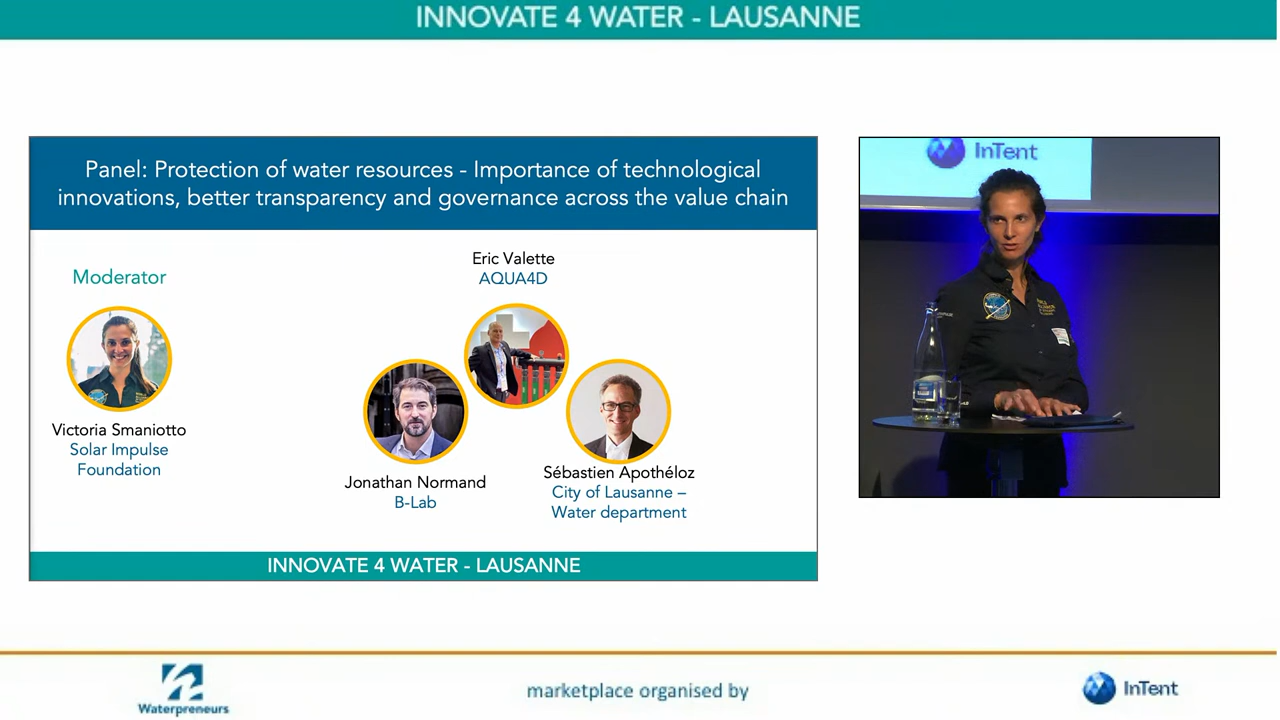 INNOVATE 4 WATER - LAUSANNE
Panel: Protection of water resources - Importance of technological
innovations, better transparency and governance across the value chain
Moderator
Victoria Smaniotto
Solar Impulse
Foundation
Eric Valette
AQUA4D
Jonathan Normand
B-Lab
Sébastien Apothéloz
City of Lausanne –
Water department
INNOVATE 4 WATER - LAUSANNE
InTent
Waterpreneurs
marketplace organised by
InTent